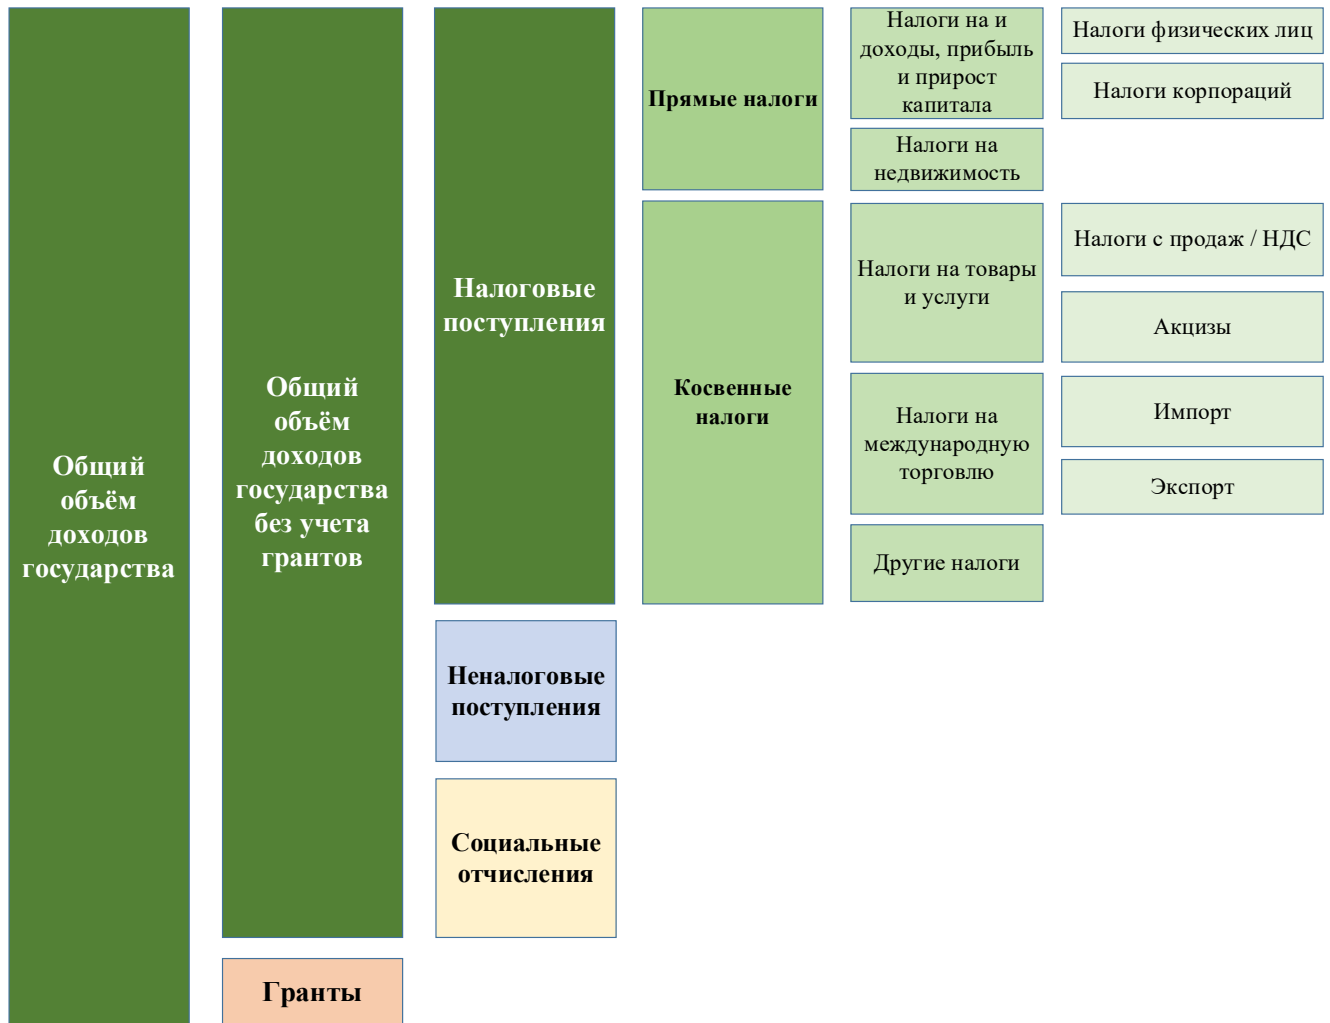 Общий
объём
доходов
государства
Общий
объём
доходов
государства
без учета
грантов
Гранты
Налоговые
поступления
Неналоговые
поступления
Социальные
отчисления
Прямые налоги
Косвенные
налоги
Налоги на и
доходы, прибыль
и прирост
капитала
Налоги на
недвижимость
Налоги на товары
и услуги
Налоги на
международную
торговлю
Другие налоги
Налоги физических лиц
Налоги корпораций
Налоги с продаж / НДС
Акцизы
Импорт
Экспорт